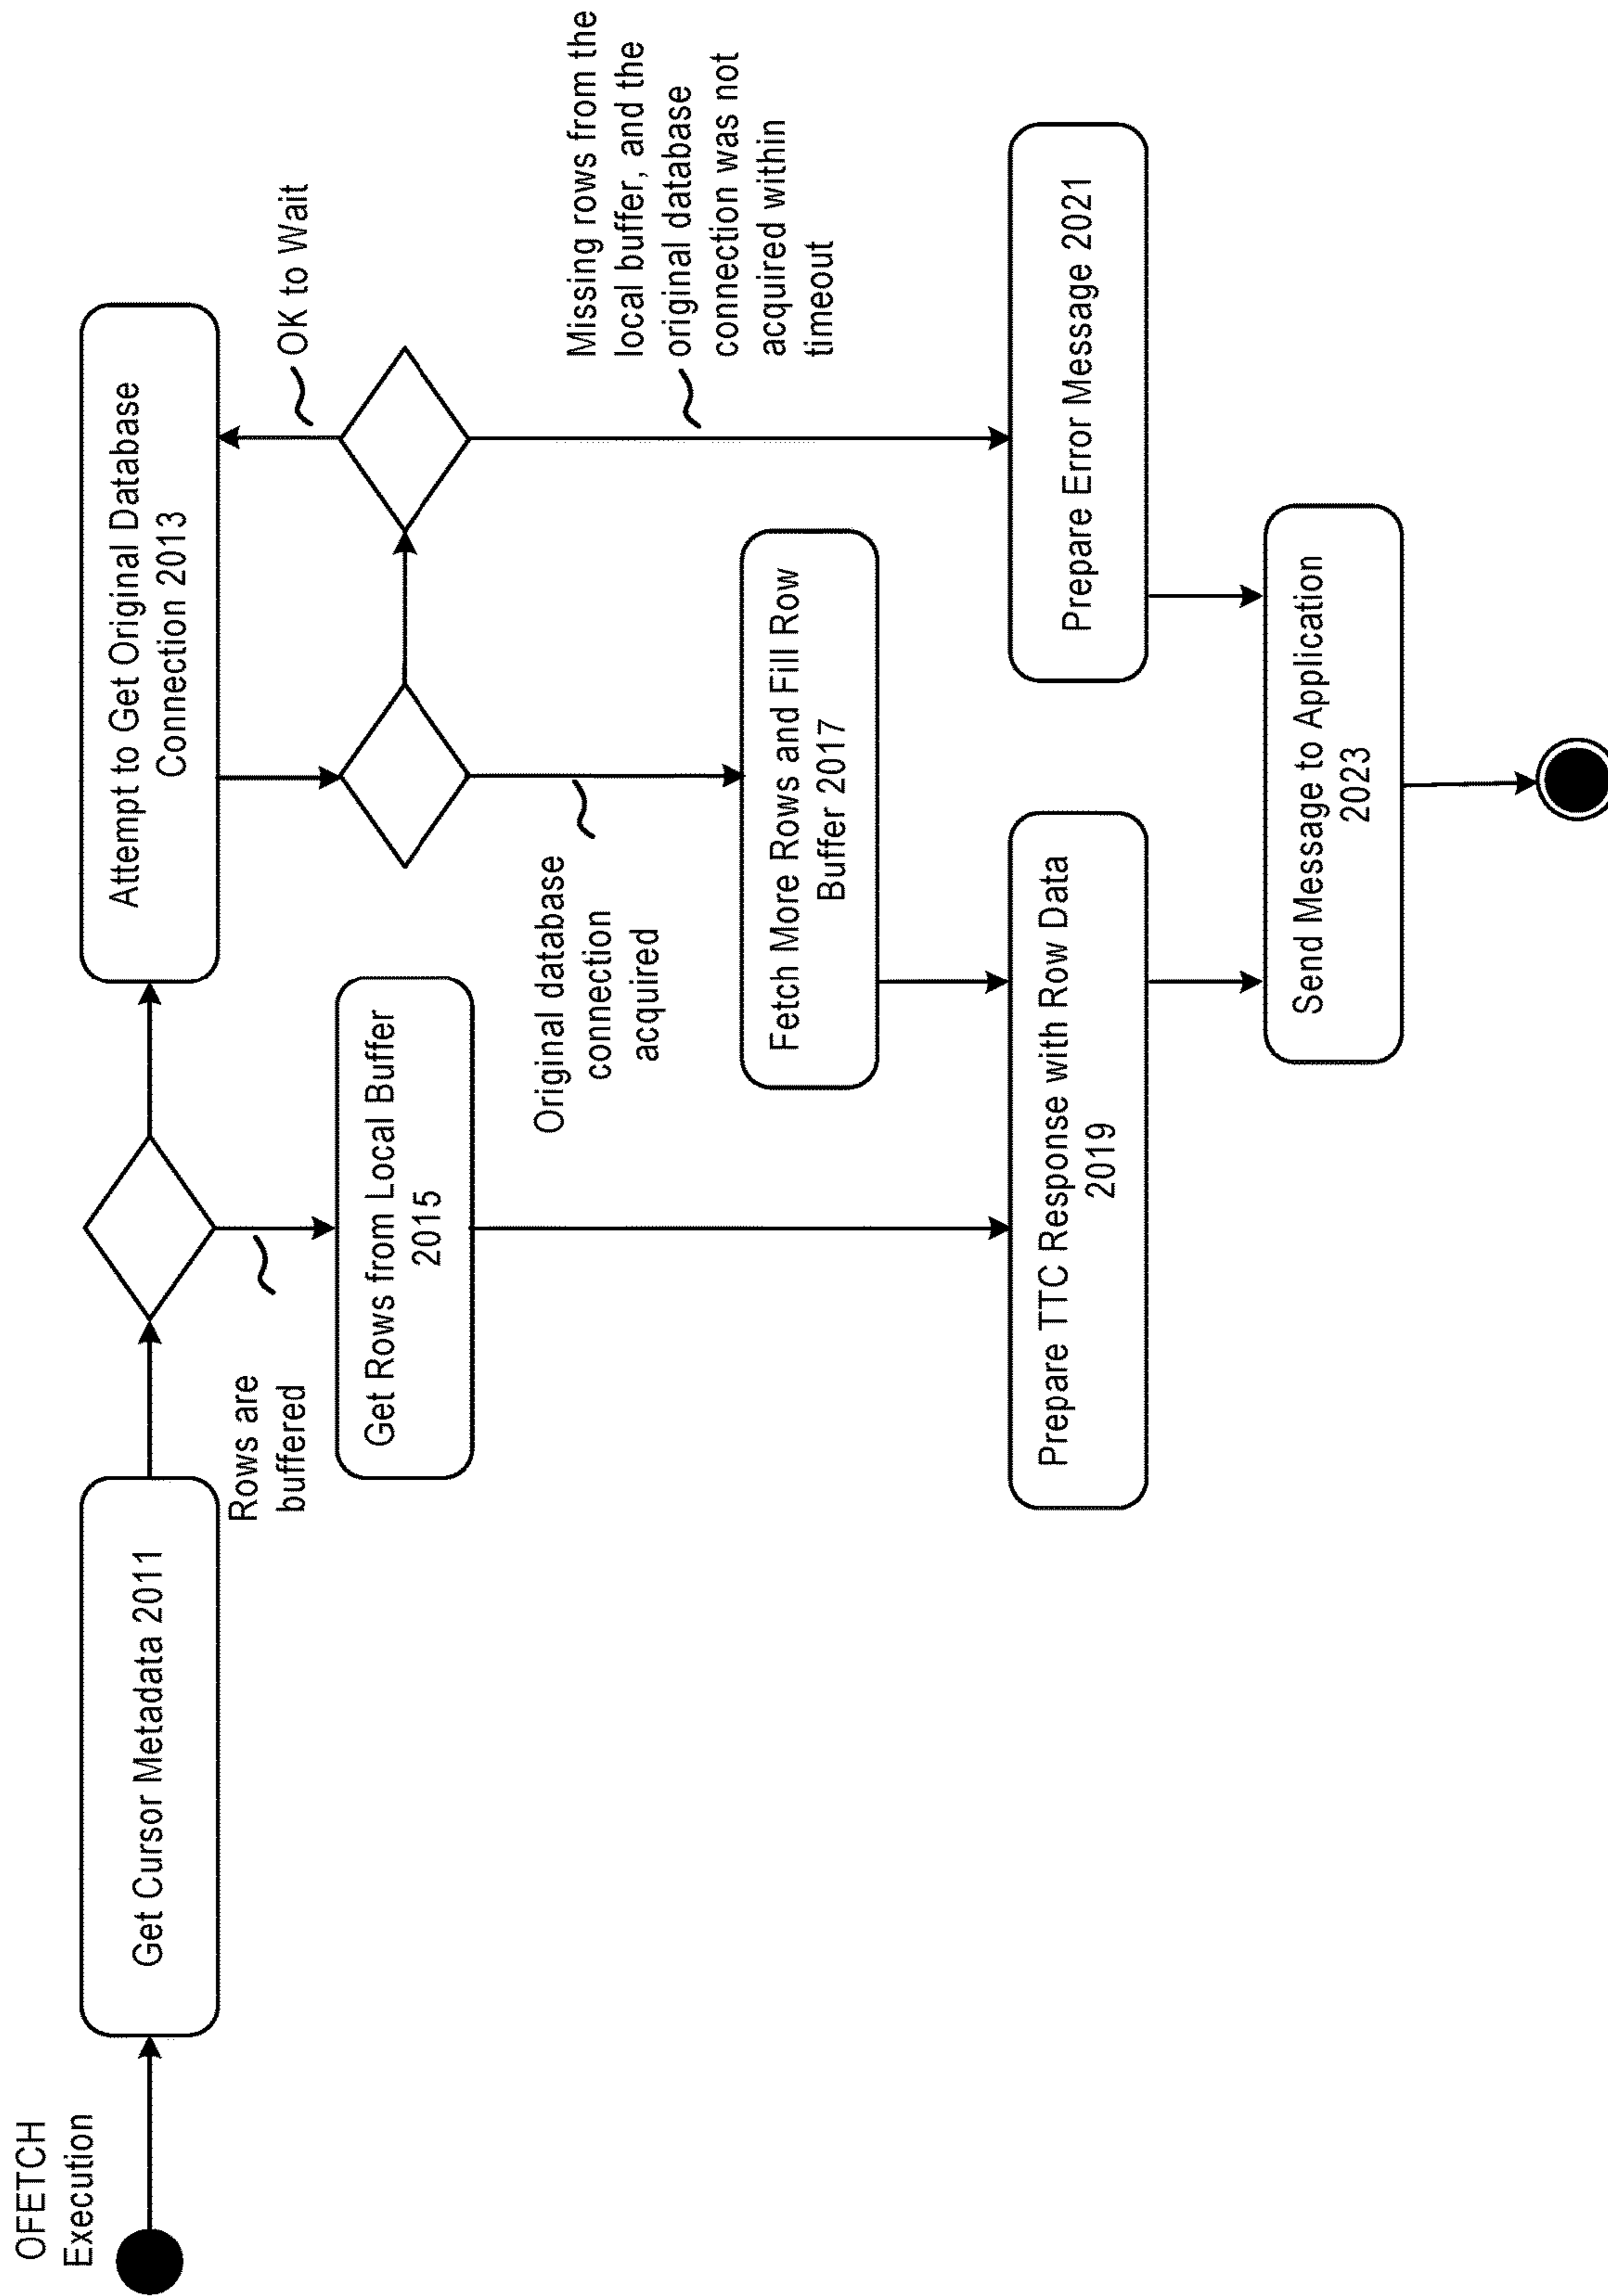 OFETCH
Execution
Get Cursor Metadata 2011
Rows are
buffered
Attempt to Get Original Database
Connection 2013
OK to Wait
Get Rows from Local Buffer
2015
Original database
connection
acquired
Missing rows from the
local buffer, and the
original database
connection was not
acquired within
timeout
Fetch More Rows and Fill Row
Buffer 2017
Prepare TTC Response with Row Data
2019
Prepare Error Message 2021
Send Message to Application
2023